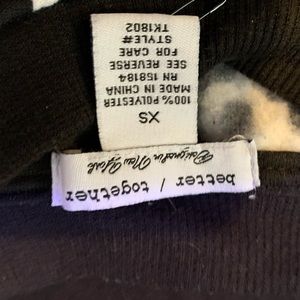 better / together
Designed in New York
XS
100% POLYESTER
MADE IN CHINA
RN 158184
SEE REVERSE
FOR CARE
STYLE#
TK1802